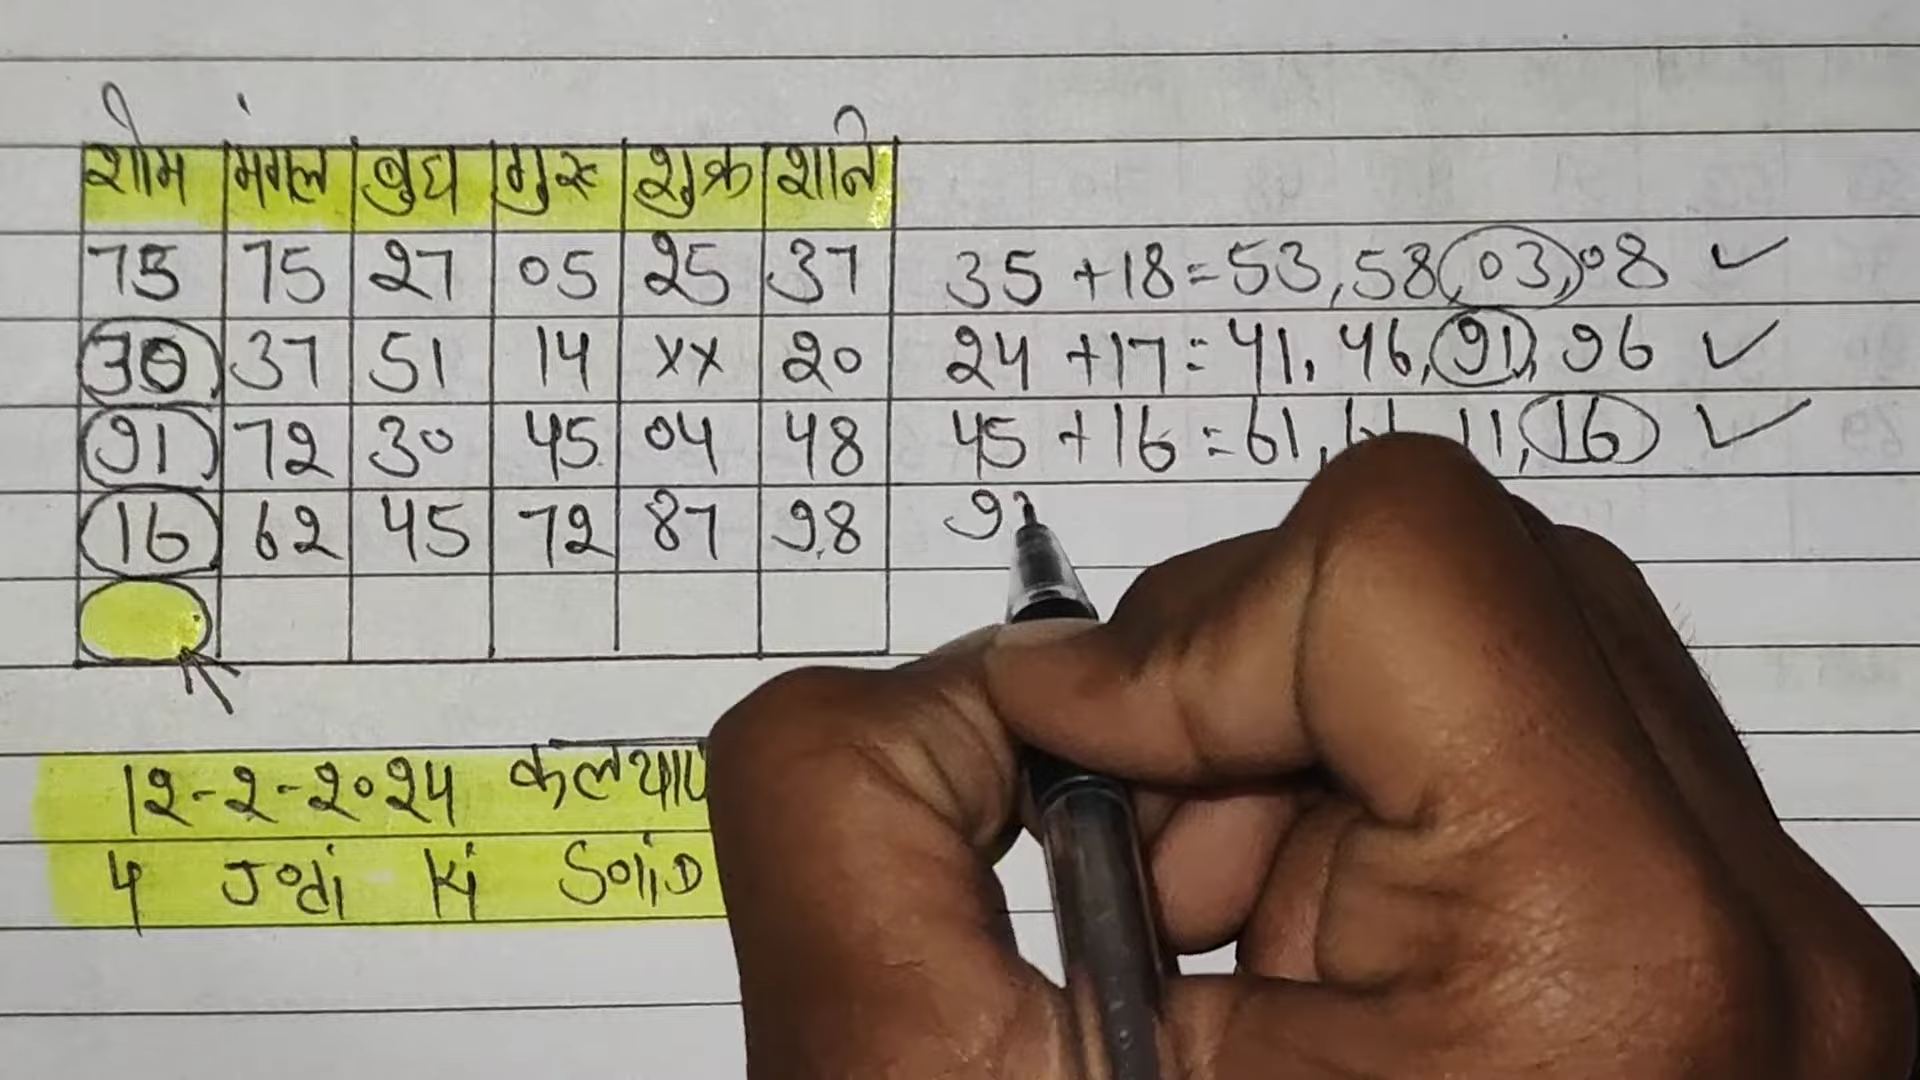 शोम मंगल बुघ गुरू शुक्र शनि
75 75 27 05 25 37 35 +18=53,58,03,08 ✓
30 37 51 14 xx 20 24 +17=41,46,91,96 ✓
91 72 30 45 04 48 45 +16=61, 11,16 ✓
16 62 45 72 87 98
12-2-2024
4 Jodi Ki SoliD